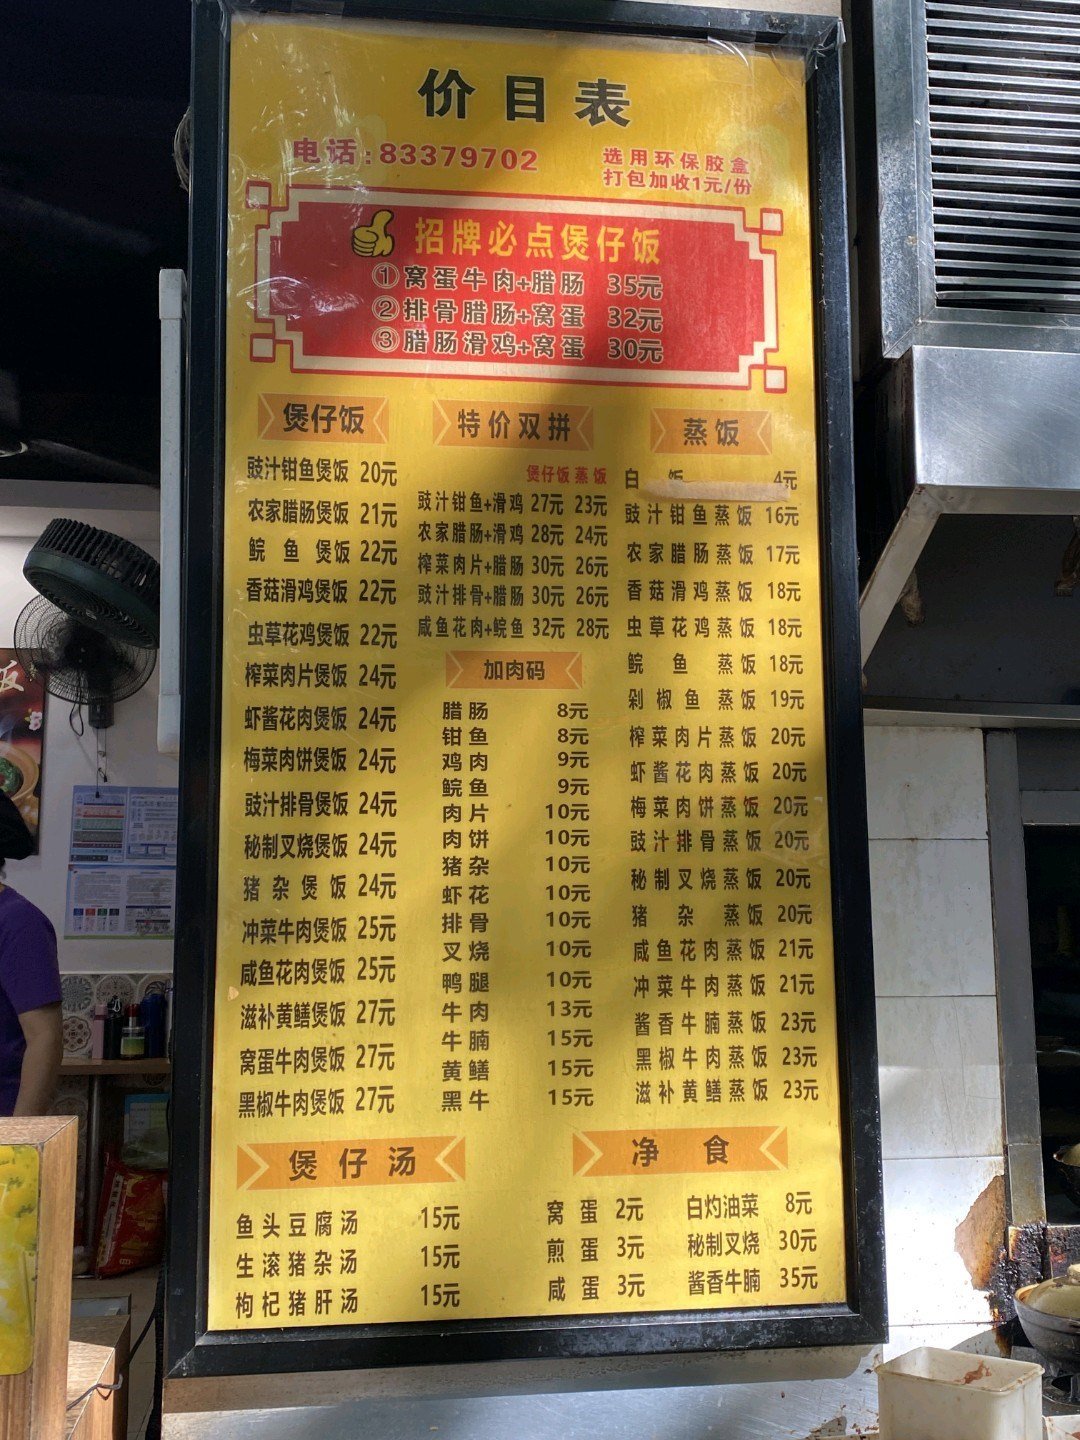 价目表
电话:83379702
选用环保胶盒
打包加收1元/份
招牌必点煲仔饭
①窝蛋牛肉+腊肠 35元
②排骨腊肠+窝蛋 32元
③腊肠滑鸡+窝蛋 30元
煲仔饭
豉汁钳鱼煲饭 20元
农家腊肠煲饭 21元
鲩鱼煲饭 22元
香菇滑鸡煲饭 22元
虫草花鸡煲饭 22元
榨菜肉片煲饭 24元
虾酱花肉煲饭 24元
梅菜肉饼煲饭 24元
豉汁排骨煲饭 24元
秘制叉烧煲饭 24元
猪杂煲饭 24元
冲菜牛肉煲饭 25元
咸鱼花肉煲饭 25元
滋补黄鳝煲饭 27元
窝蛋牛肉煲饭 27元
黑椒牛肉煲饭 27元
特价双拼
煲仔饭 蒸饭
豉汁钳鱼+滑鸡 27元 23元
农家腊肠+滑鸡 28元 24元
榨菜肉片+腊肠 30元 26元
豉汁排骨+腊肠 30元 26元
咸鱼花肉+鲩鱼 32元 28元
加肉码
腊肠 8元
钳鱼 8元
鸡肉 9元
鲩鱼 9元
肉片 10元
肉饼 10元
猪杂 10元
虾花 10元
排骨 10元
叉烧 10元
鸭腿 10元
牛肉 13元
牛腩 15元
黄鳝 15元
黑牛 15元
蒸饭
白饭 4元
豉汁钳鱼蒸饭 16元
农家腊肠蒸饭 17元
香菇滑鸡蒸饭 18元
虫草花鸡蒸饭 18元
鲩鱼蒸饭 18元
剁椒鱼蒸饭 19元
榨菜肉片蒸饭 20元
虾酱花肉蒸饭 20元
梅菜肉饼蒸饭 20元
豉汁排骨蒸饭 20元
秘制叉烧蒸饭 20元
猪杂蒸饭 20元
咸鱼花肉蒸饭 21元
冲菜牛肉蒸饭 21元
酱香牛腩蒸饭 23元
黑椒牛肉蒸饭 23元
滋补黄鳝蒸饭 23元
煲仔汤
鱼头豆腐汤 15元
生滚猪杂汤 15元
枸杞猪肝汤 15元
净食
窝蛋 2元
煎蛋 3元
咸蛋 3元
白灼油菜 8元
秘制叉烧 30元
酱香牛腩 35元